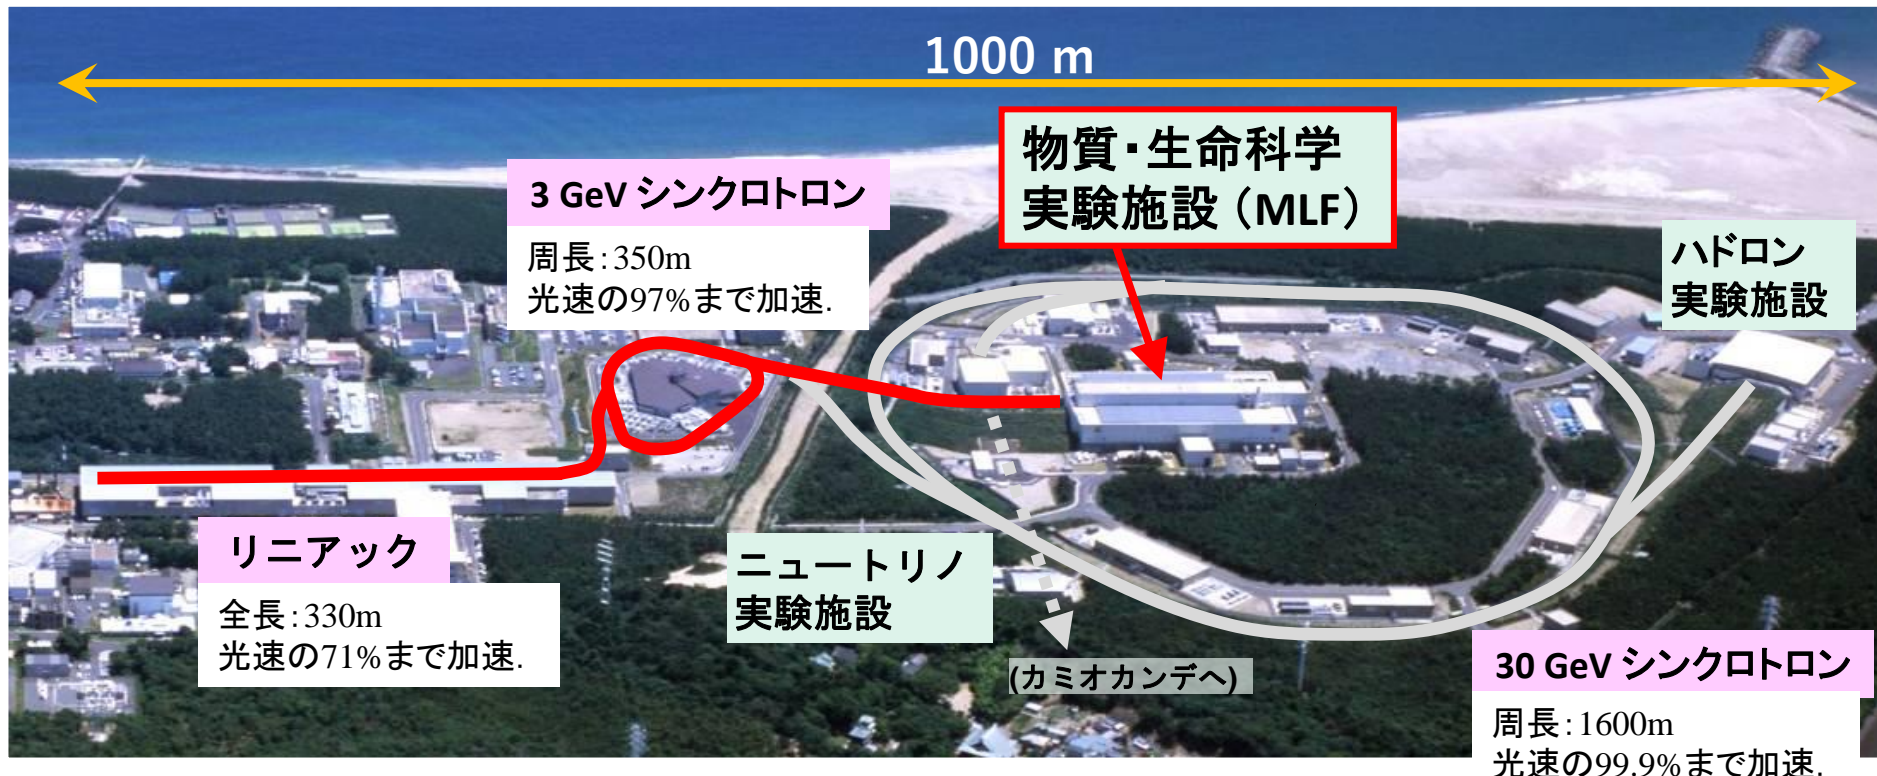 1000 m
物質・生命科学
実験施設（MLF）
3 GeV シンクロトロン
周長：350m
光速の97%まで加速.
ハドロン
実験施設
リニアック
全長：330m
光速の71%まで加速.
ニュートリノ
実験施設
(カミオカンデへ)
30 GeV シンクロトロン
周長：1600m
光速の99.9%まで加速.